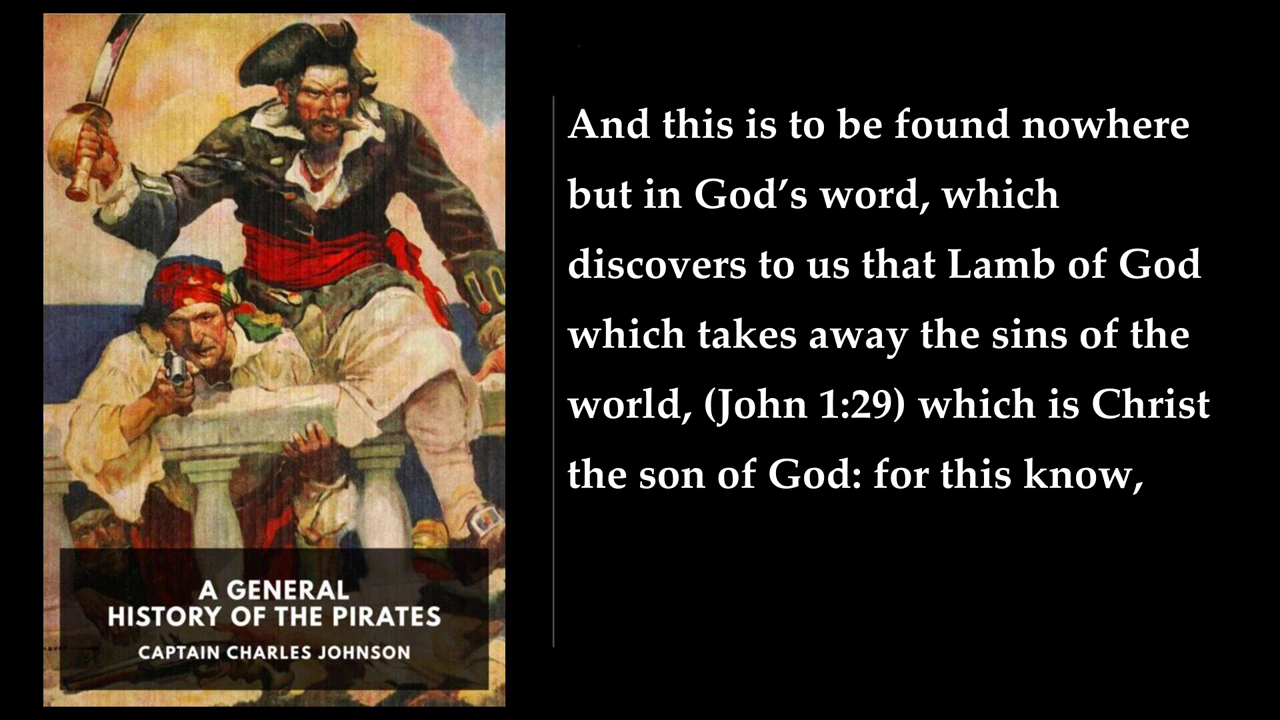 A GENERAL
HISTORY OF THE PIRATES
CAPTAIN CHARLES JOHNSON
And this is to be found nowhere
but in God’s word, which
discovers to us that Lamb of God
which takes away the sins of the
world, (John 1:29) which is Christ
the son of God: for this know,